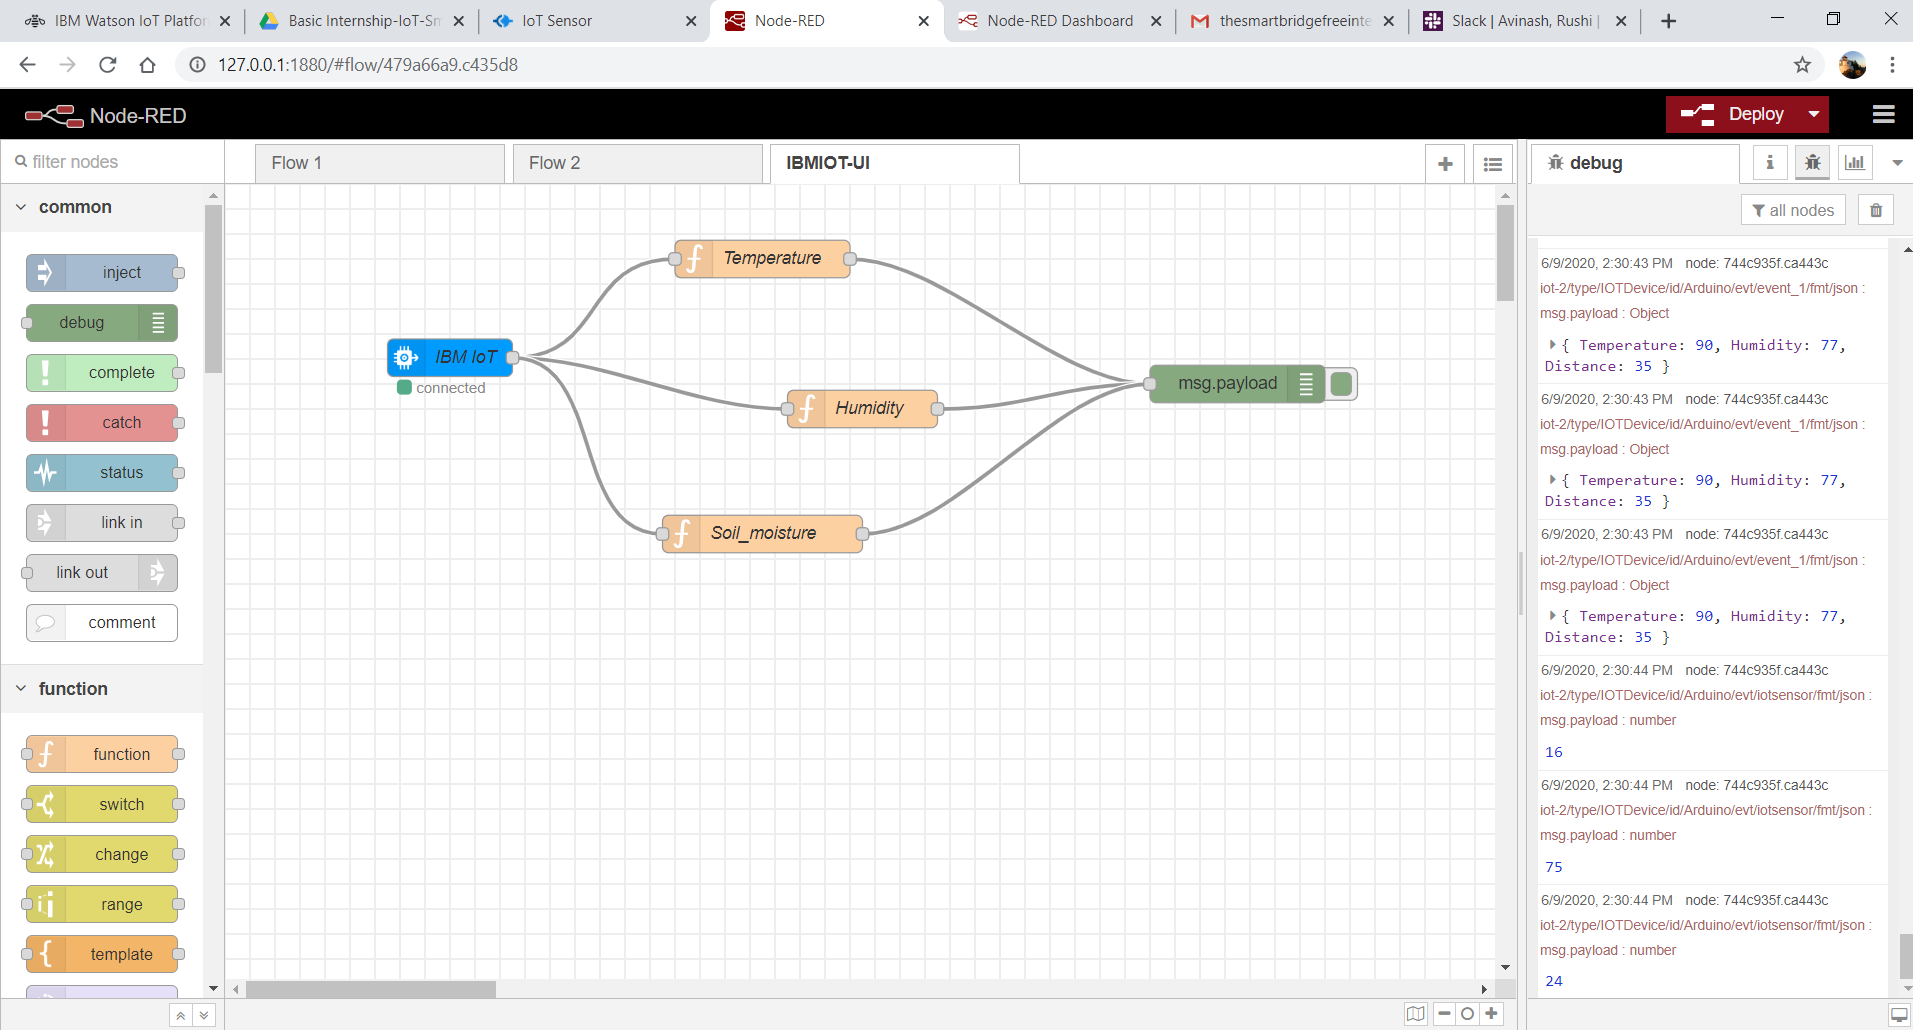 IBM Watson IoT Platfor
Basic Internship-IoT-Sm
IoT Sensor
Node-RED
Node-RED Dashboard
thesmartbridgefreeinte
Slack | Avinash, Rushi |
127.0.0.1:1880/#flow/479a66a9.c435d8
Node-RED
Deploy
filter nodes
Flow 1
Flow 2
IBMIOT-UI
debug
all nodes
common
inject
debug
complete
catch
status
link in
link out
comment
function
function
switch
change
range
template
IBM IoT
connected
Temperature
Humidity
Soil_moisture
msg.payload
6/9/2020, 2:30:43 PM node: 744c935f.ca443c
iot-2/type/IOTDevice/id/Arduino/evt/event_1/fmt/json :
msg.payload : Object
{ Temperature: 90, Humidity: 77,
Distance: 35 }
6/9/2020, 2:30:43 PM node: 744c935f.ca443c
iot-2/type/IOTDevice/id/Arduino/evt/event_1/fmt/json :
msg.payload : Object
{ Temperature: 90, Humidity: 77,
Distance: 35 }
6/9/2020, 2:30:43 PM node: 744c935f.ca443c
iot-2/type/IOTDevice/id/Arduino/evt/event_1/fmt/json :
msg.payload : Object
{ Temperature: 90, Humidity: 77,
Distance: 35 }
6/9/2020, 2:30:44 PM node: 744c935f.ca443c
iot-2/type/IOTDevice/id/Arduino/evt/iotsensor/fmt/json :
msg.payload : number
16
6/9/2020, 2:30:44 PM node: 744c935f.ca443c
iot-2/type/IOTDevice/id/Arduino/evt/iotsensor/fmt/json :
msg.payload : number
75
6/9/2020, 2:30:44 PM node: 744c935f.ca443c
iot-2/type/IOTDevice/id/Arduino/evt/iotsensor/fmt/json :
msg.payload : number
24